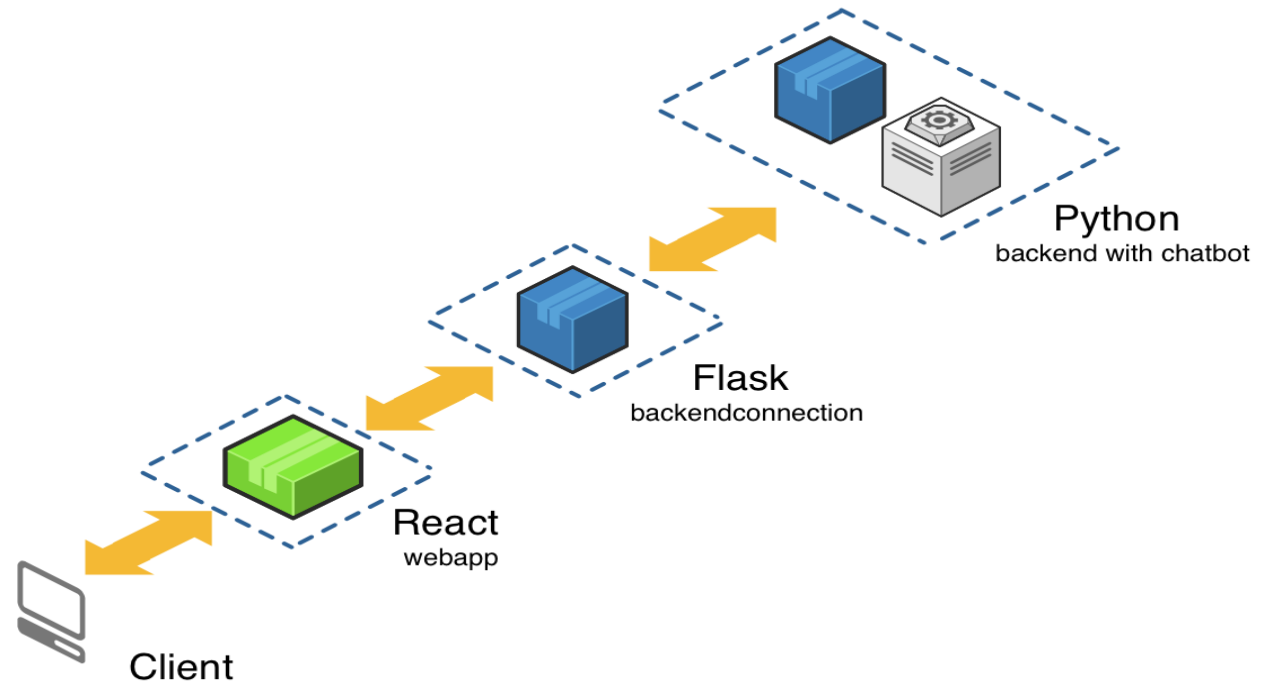 Python
backend with chatbot
Flask
backendconnection
React
webapp
Client